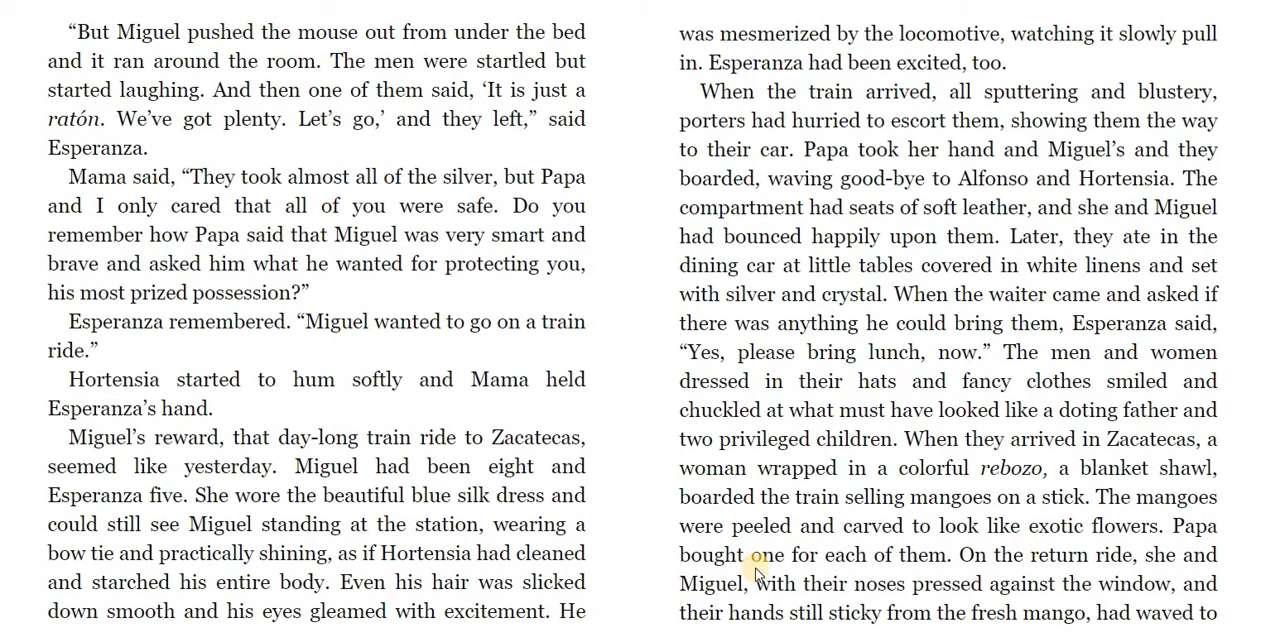 “But Miguel pushed the mouse out from under the bed
and it ran around the room. The men were startled but
started laughing. And then one of them said, ‘It is just a
ratón. We’ve got plenty. Let’s go,’ and they left,” said
Esperanza.
Mama said, “They took almost all of the silver, but Papa
and I only cared that all of you were safe. Do you
remember how Papa said that Miguel was very smart and
brave and asked him what he wanted for protecting you,
his most prized possession?”
Esperanza remembered. “Miguel wanted to go on a train
ride.”
Hortensia started to hum softly and Mama held
Esperanza’s hand.
Miguel’s reward, that day-long train ride to Zacatecas,
seemed like yesterday. Miguel had been eight and
Esperanza five. She wore the beautiful blue silk dress and
could still see Miguel standing at the station, wearing a
bow tie and practically shining, as if Hortensia had cleaned
and starched his entire body. Even his hair was slicked
down smooth and his eyes gleamed with excitement. He
was mesmerized by the locomotive, watching it slowly pull
in. Esperanza had been excited, too.
When the train arrived, all sputtering and blustery,
porters had hurried to escort them, showing them the way
to their car. Papa took her hand and Miguel’s and they
boarded, waving good-bye to Alfonso and Hortensia. The
compartment had seats of soft leather, and she and Miguel
had bounced happily upon them. Later, they ate in the
dining car at little tables covered in white linens and set
with silver and crystal. When the waiter came and asked if
there was anything he could bring them, Esperanza said,
“Yes, please bring lunch, now.” The men and women
dressed in their hats and fancy clothes smiled and
chuckled at what must have looked like a doting father and
two privileged children. When they arrived in Zacatecas, a
woman wrapped in a colorful rebozo, a blanket shawl,
boarded the train selling mangoes on a stick. The mangoes
were peeled and carved to look like exotic flowers. Papa
bought one for each of them. On the return ride, she and
Miguel, with their noses pressed against the window, and
their hands still sticky from the fresh mango, had waved to